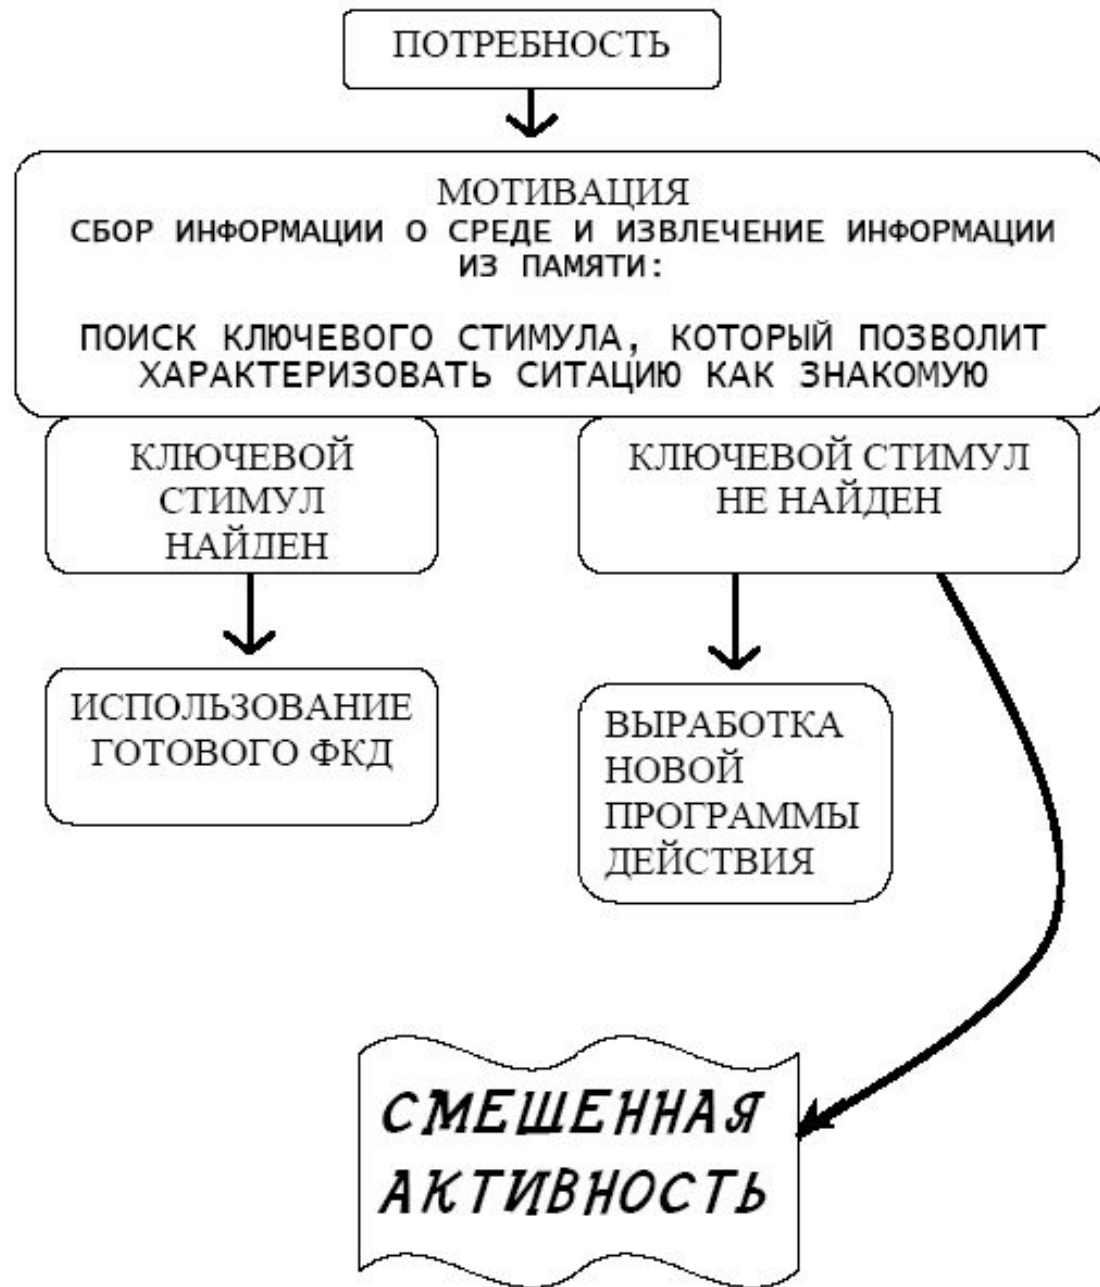 ПОТРЕБНОСТЬ
МОТИВАЦИЯ
СБОР ИНФОРМАЦИИ О СРЕДЕ И ИЗВЛЕЧЕНИЕ ИНФОРМАЦИИ
ИЗ ПАМЯТИ:
ПОИСК КЛЮЧЕВОГО СТИМУЛА, КОТОРЫЙ ПОЗВОЛИТ
ХАРАКТЕРИЗОВАТЬ СИТАЦИЮ КАК ЗНАКОМУЮ
КЛЮЧЕВОЙ
СТИМУЛ
НАЙДЕН
КЛЮЧЕВОЙ СТИМУЛ
НЕ НАЙДЕН
ИСПОЛЬЗОВАНИЕ
ГОТОВОГО ФКД
ВЫРАБОТКА
НОВОЙ
ПРОГРАММЫ
ДЕЙСТВИЯ
СМЕШЕННАЯ
АКТИВНОСТЬ